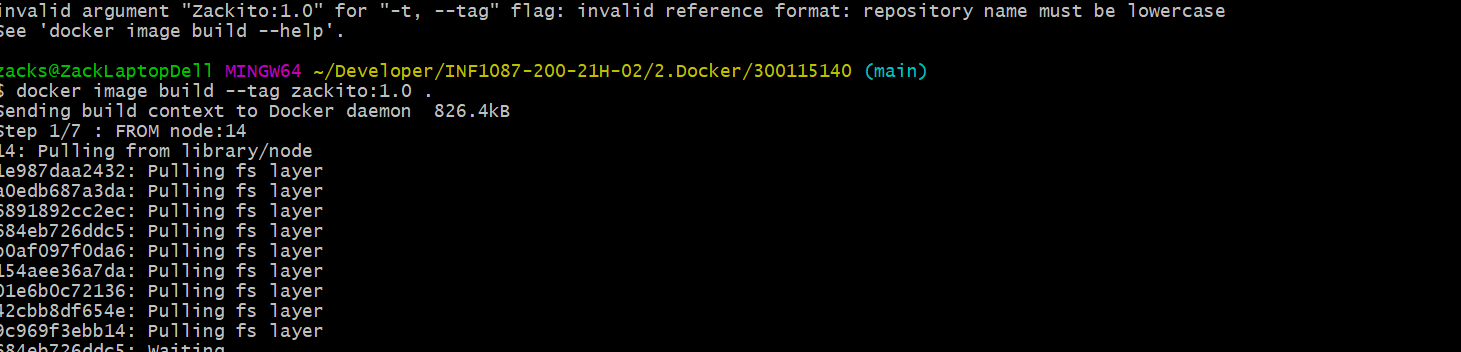 invalid argument "Zackito:1.0" for "-t, --tag" flag: invalid reference format: repository name must be lowercase
See 'docker image build --help'.
zacks@ZackLaptopDell MINGW64 ~/Developer/INF1087-200-21H-02/2.Docker/300115140 (main)
$ docker image build --tag zackito:1.0 .
Sending build context to Docker daemon  826.4kB
Step 1/7 : FROM node:14
14: Pulling from library/node
1e987daa2432: Pulling fs layer
a0edb687a3da: Pulling fs layer
6891892cc2ec: Pulling fs layer
684eb726ddc5: Pulling fs layer
b0af097f0da6: Pulling fs layer
154aee36a7da: Pulling fs layer
01e6b0c72136: Pulling fs layer
42cbb8df654e: Pulling fs layer
9c969f3ebb14: Pulling fs layer
684eb726ddc5: Waiting